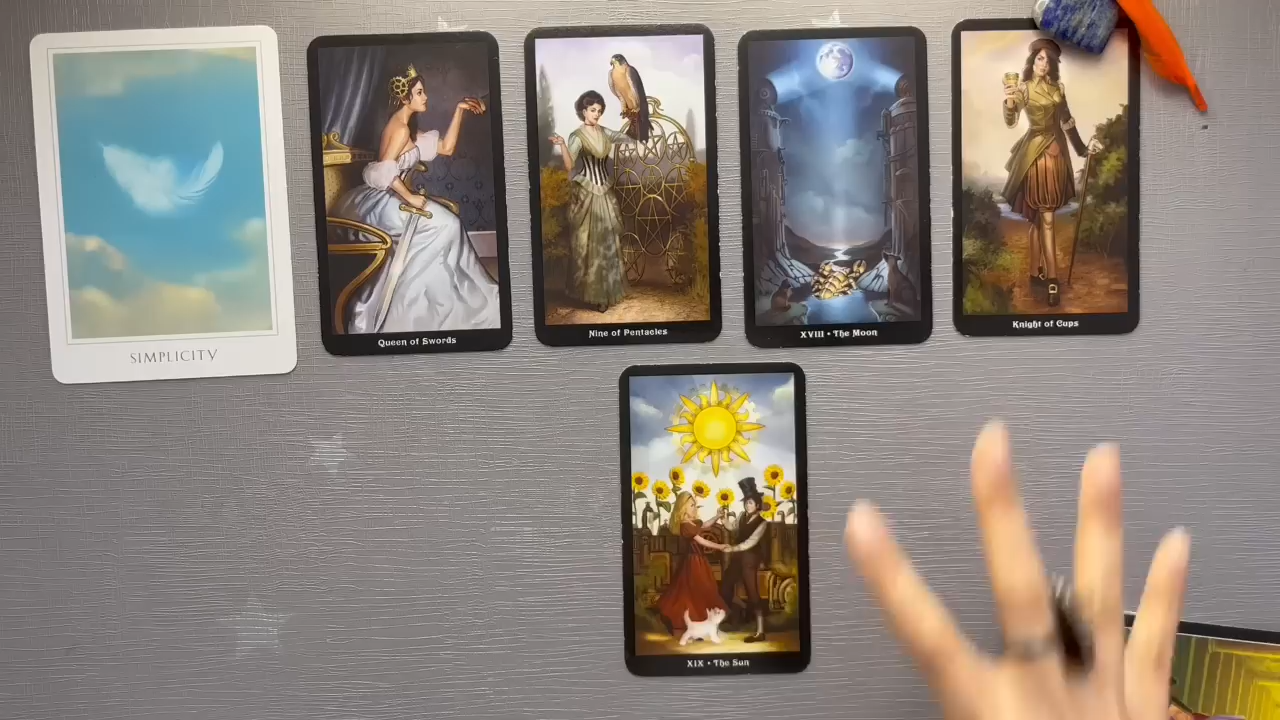 SIMPLICITY
Queen of Swords
Nine of Pentacles
XVIII • The Moon
Knight of Cups
XIX • The Sun